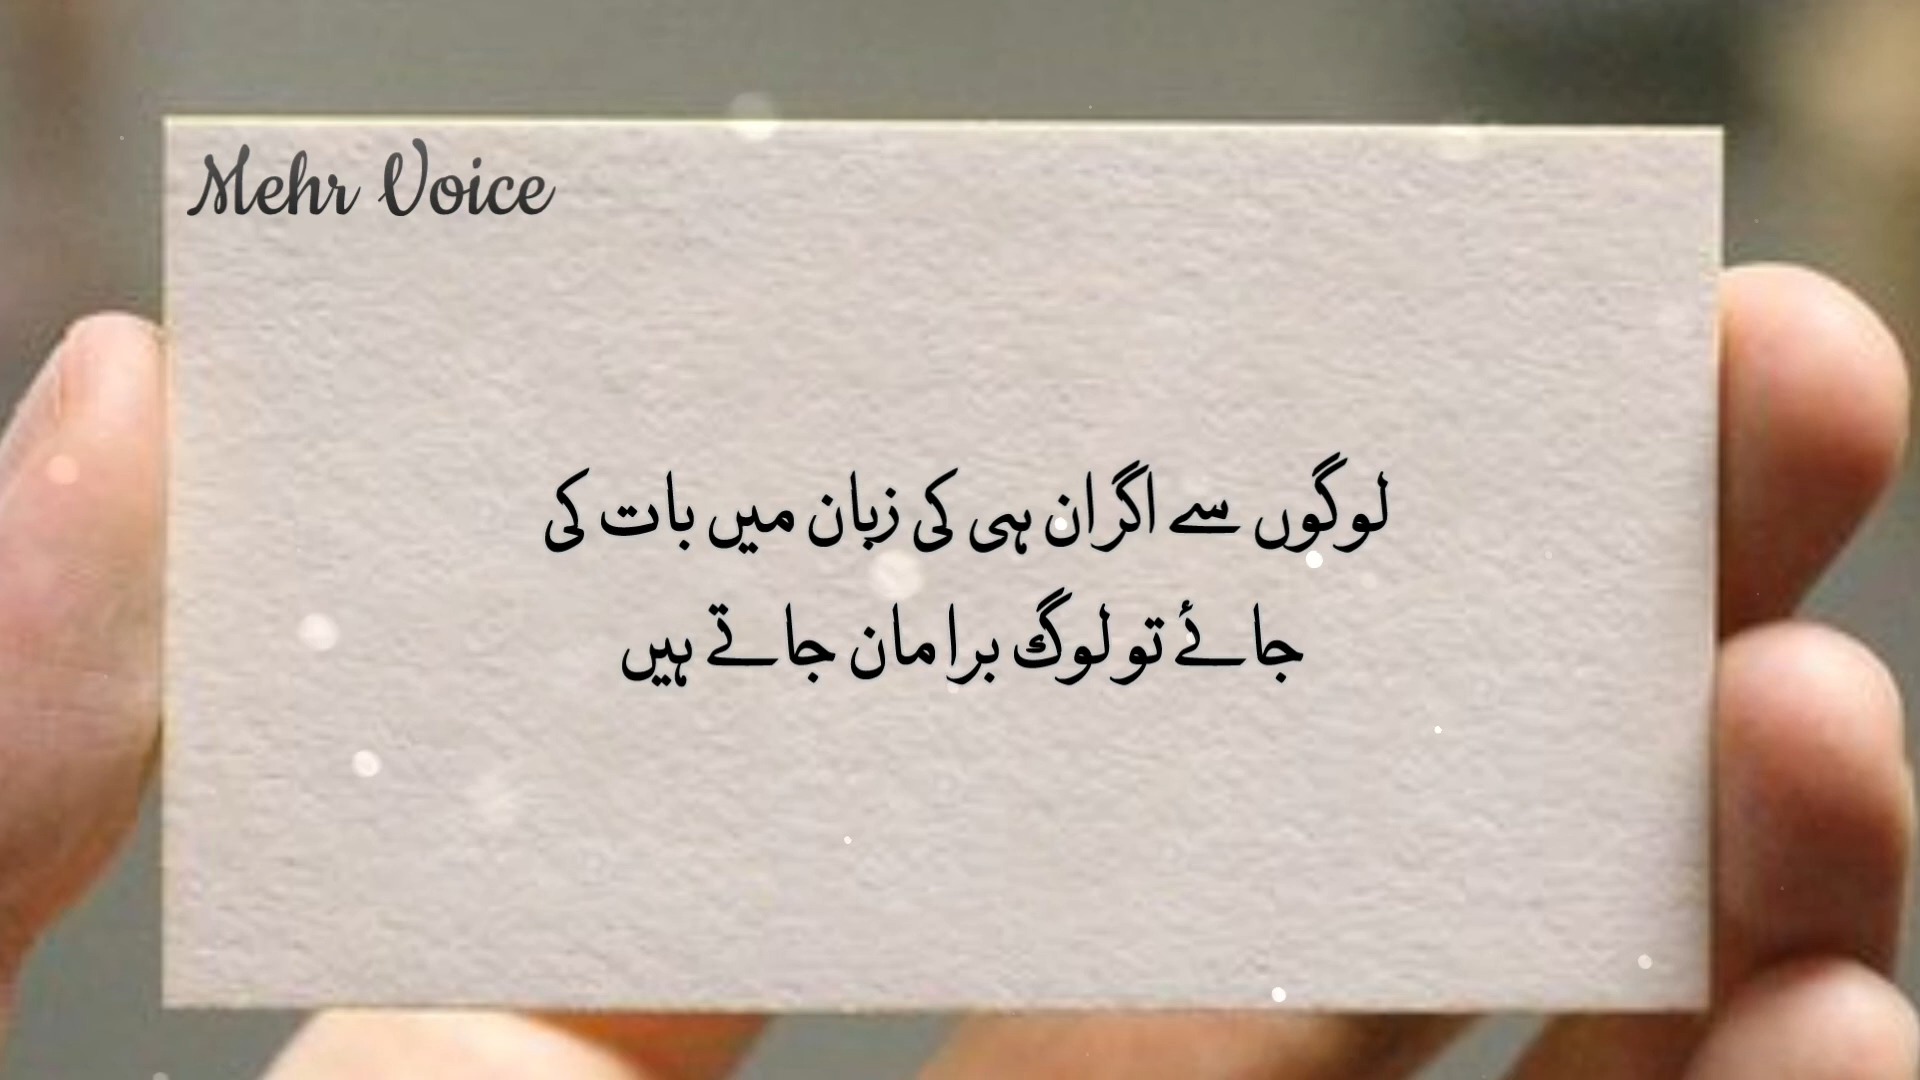 Mehr Voice
لوگوں سے اگر ان ہی کی زبان میں بات کی
جائے تو لوگ برا مان جاتے ہیں